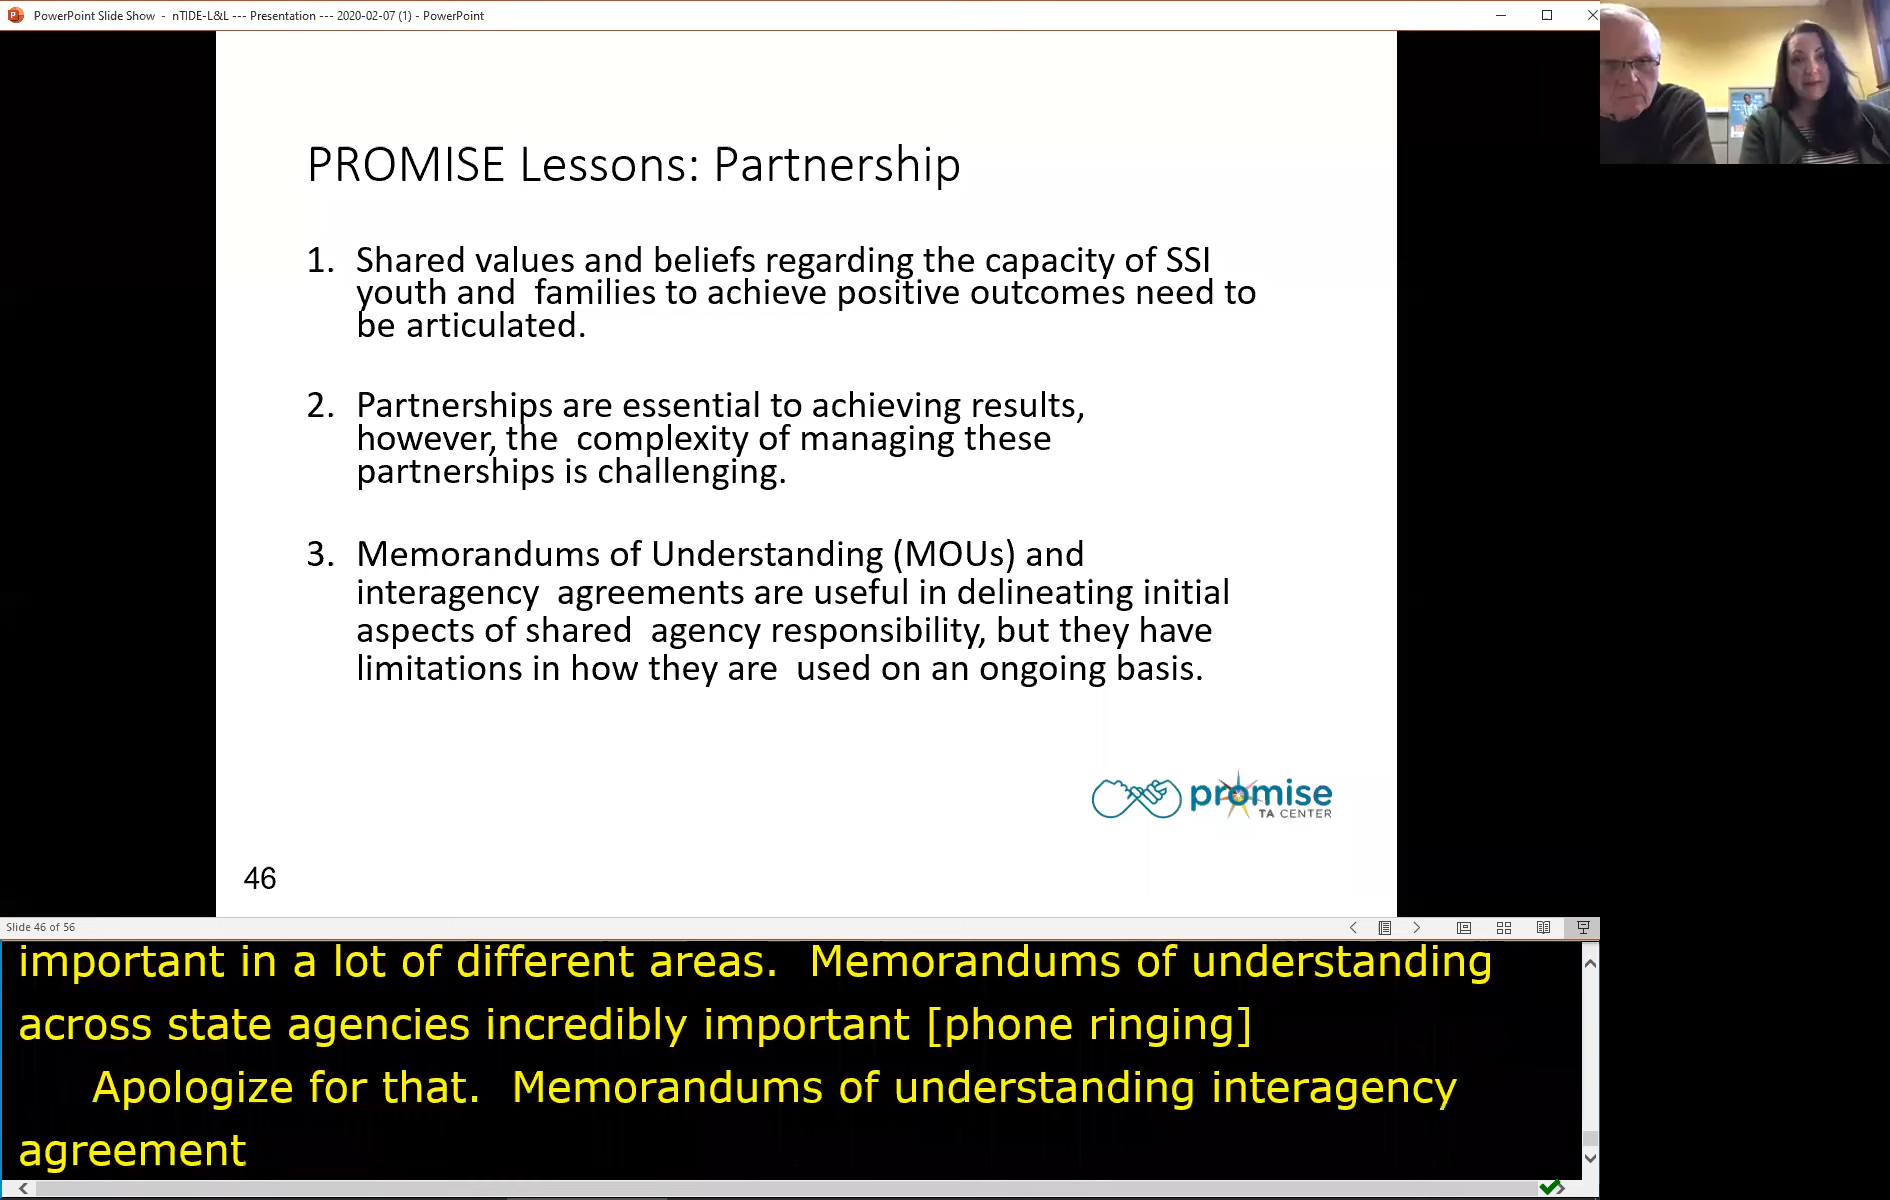 PowerPoint Slide Show - nTIDE-L&L --- Presentation --- 2020-02-07 (1) - PowerPoint
PROMISE Lessons: Partnership
1. Shared values and beliefs regarding the capacity of SSI
youth and families to achieve positive outcomes need to
be articulated.
2. Partnerships are essential to achieving results,
however, the complexity of managing these
partnerships is challenging.
3. Memorandums of Understanding (MOUs) and
interagency agreements are useful in delineating initial
aspects of shared agency responsibility, but they have
limitations in how they are used on an ongoing basis.
promise
TA CENTER
46
Slide 46 of 56
important in a lot of different areas. Memorandums of understanding
across state agencies incredibly important [phone ringing]
Apologize for that. Memorandums of understanding interagency
agreement